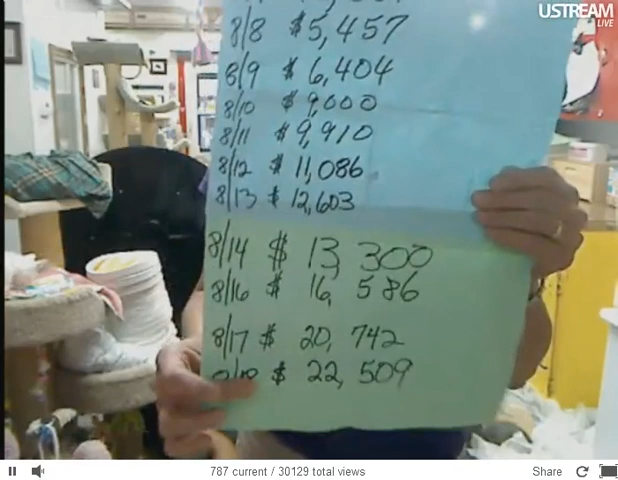 USTREAM
LIVE
8/8 $5,457
8/9 $6,404
8/10 $9,000
8/11 $9,910
8/12 $11,086
8/13 $12,603
8/14 $13,300
8/16 $16,586
8/17 $20,742
$22,509
787 current / 30129 total views
Share